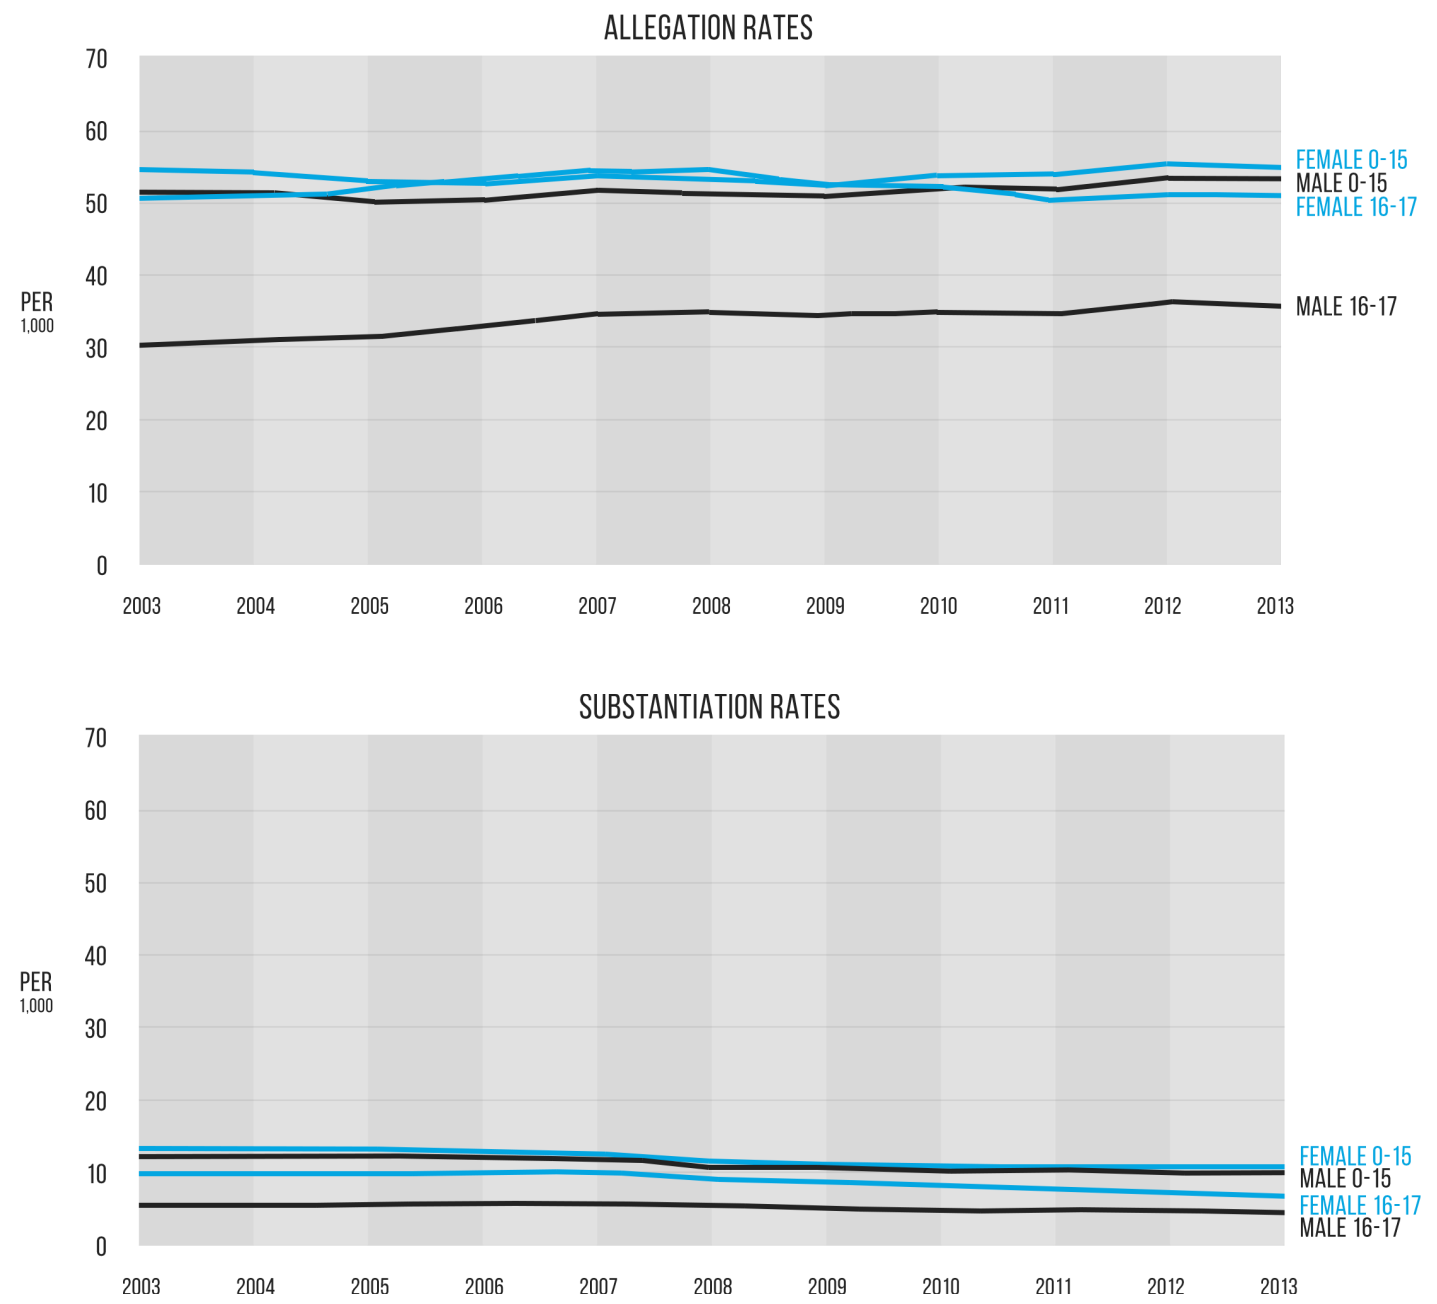 ALLEGATION RATES
70
60
50
40
30
20
10
0
PER
1,000
FEMALE 0-15
MALE 0-15
FEMALE 16-17
MALE 16-17
2003 2004 2005 2006 2007 2008 2009 2010 2011 2012 2013
SUBSTANTIATION RATES
70
60
50
40
30
20
10
0
PER
1,000
FEMALE 0-15
MALE 0-15
FEMALE 16-17
MALE 16-17
2003 2004 2005 2006 2007 2008 2009 2010 2011 2012 2013